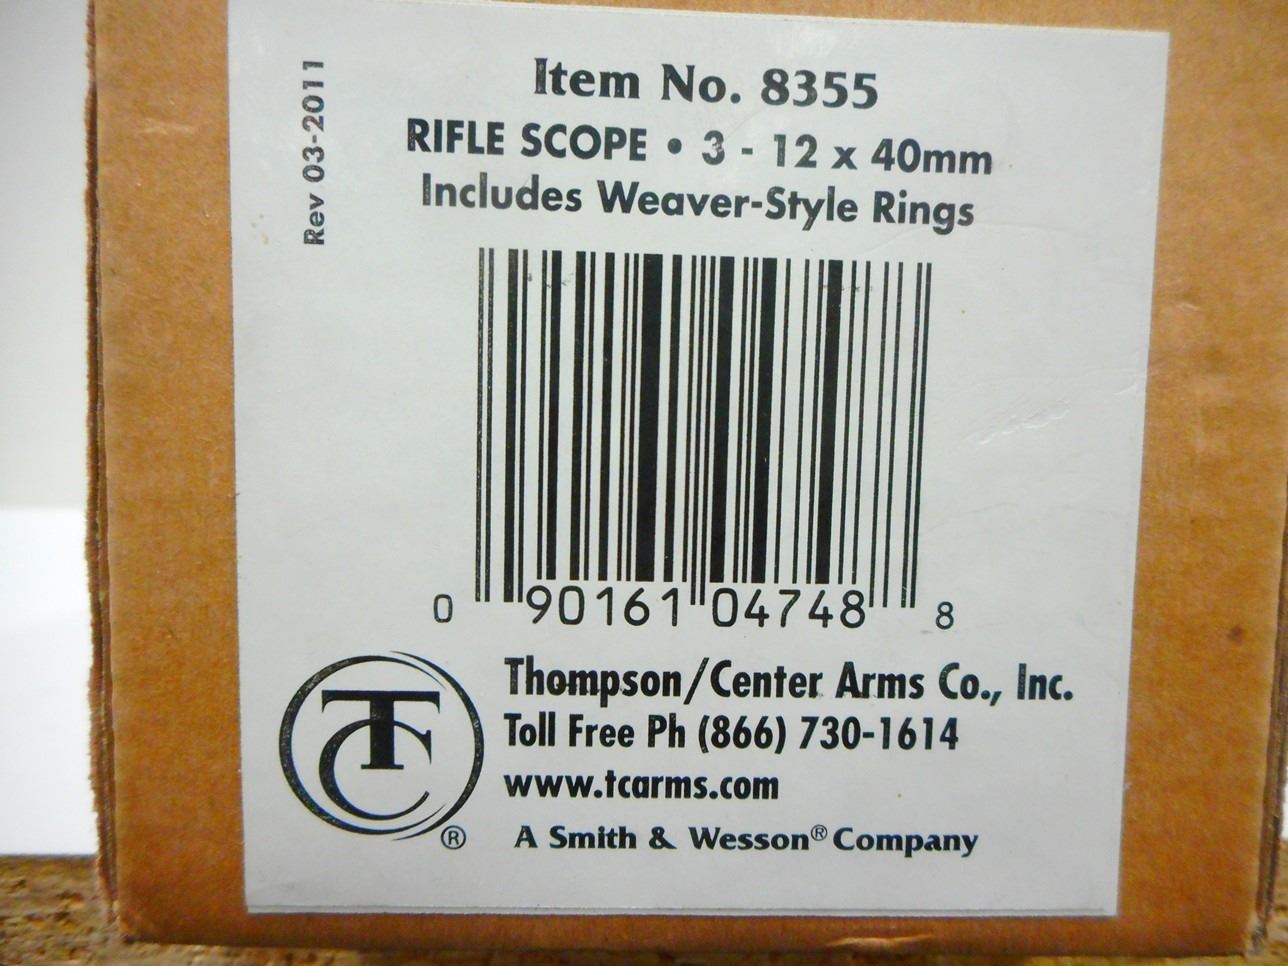 Rev 03-2011
Item No. 8355
RIFLE SCOPE • 3 - 12 x 40mm
Includes Weaver-Style Rings
0 90161 04748 8
TC ®
Thompson/Center Arms Co., Inc.
Toll Free Ph (866) 730-1614
www.tcarms.com
A Smith & Wesson® Company